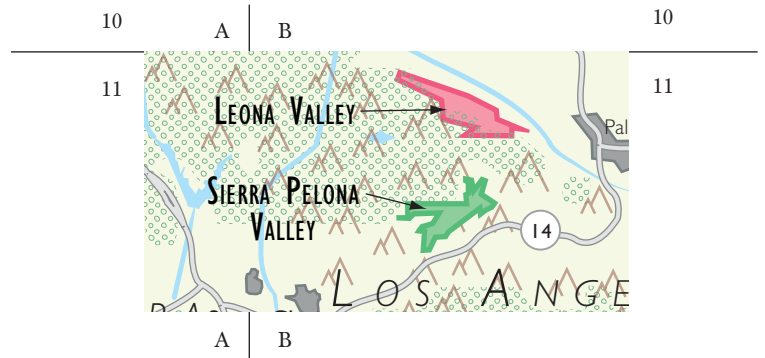 10 A B 10
11 11
LEONA VALLEY
Pal
SIERRA PELONA
VALLEY
14
LOS ANGE
A B